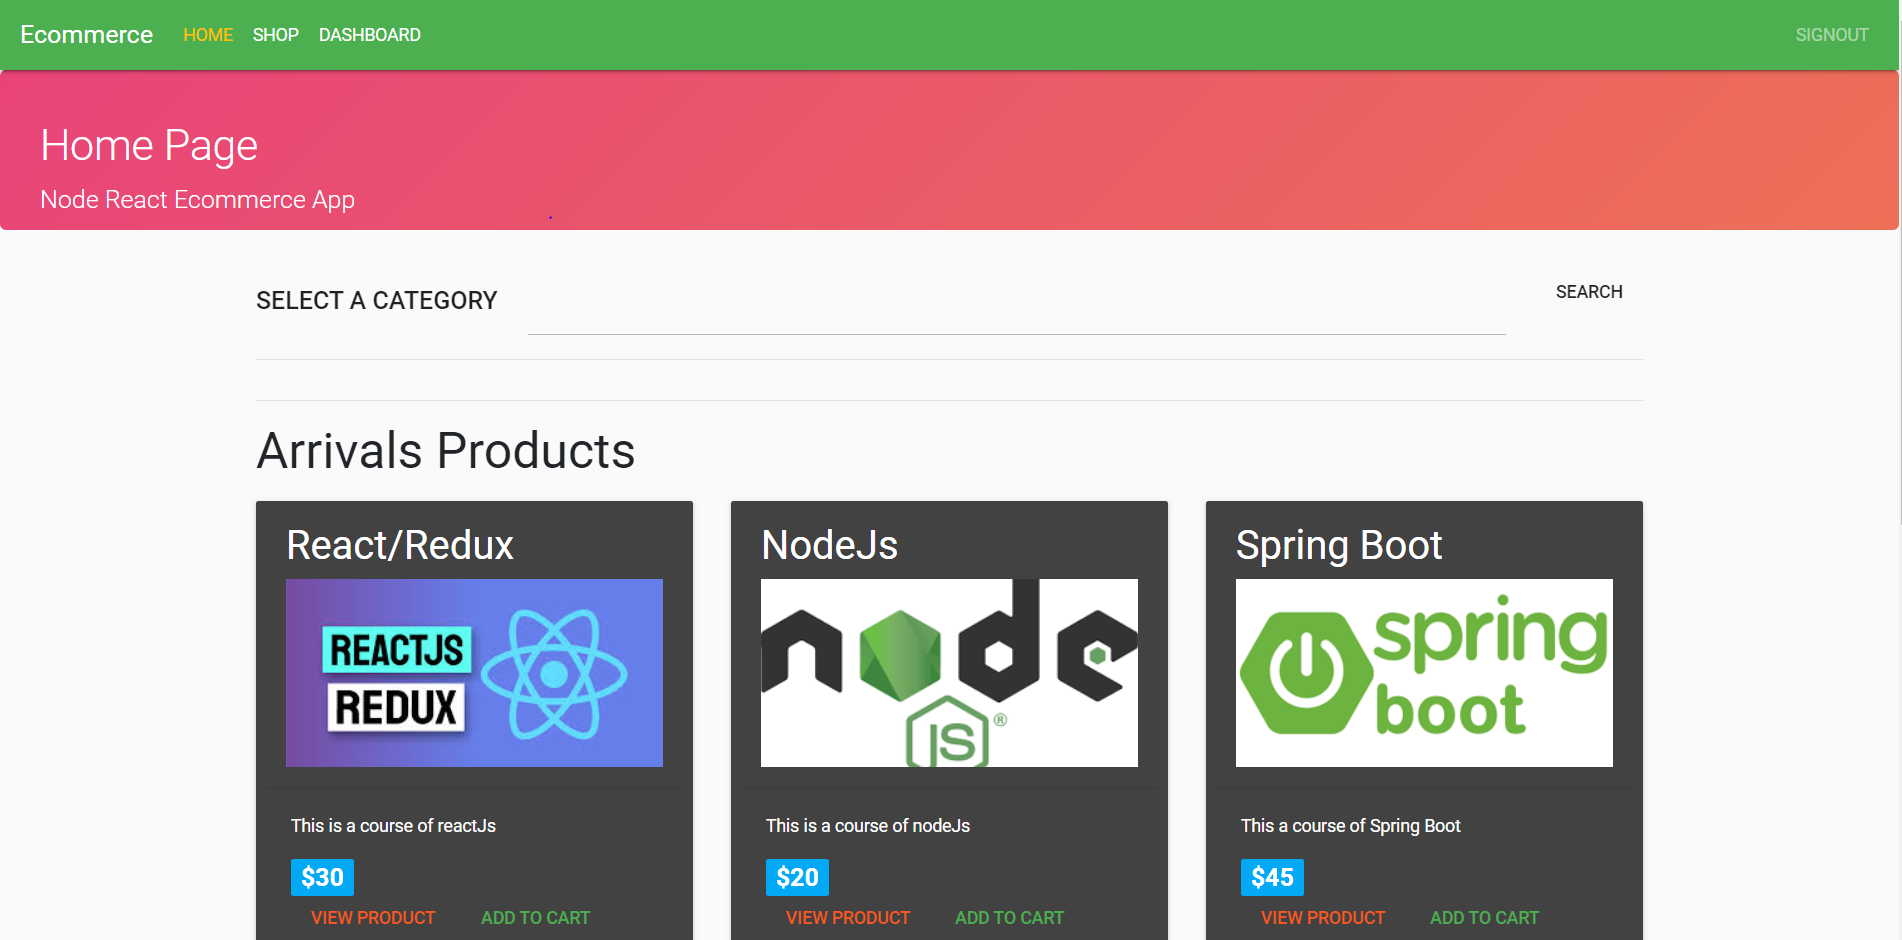 Ecommerce HOME SHOP DASHBOARD SIGNOUT
Home Page
Node React Ecommerce App
SELECT A CATEGORY SEARCH
Arrivals Products
React/Redux
REACTJS
REDUX
This is a course of reactJs
$30
VIEW PRODUCT ADD TO CART
NodeJs
node
JS®
This is a course of nodeJs
$20
VIEW PRODUCT ADD TO CART
Spring Boot
spring
boot
This a course of Spring Boot
$45
VIEW PRODUCT ADD TO CART